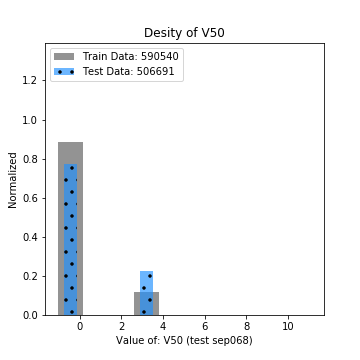 Desity of V50
Train Data: 590540
Test Data: 506691
Normalized
1.2
1.0
0.8
0.6
0.4
0.2
0.0
0 2 4 6 8 10
Value of: V50 (test sep068)